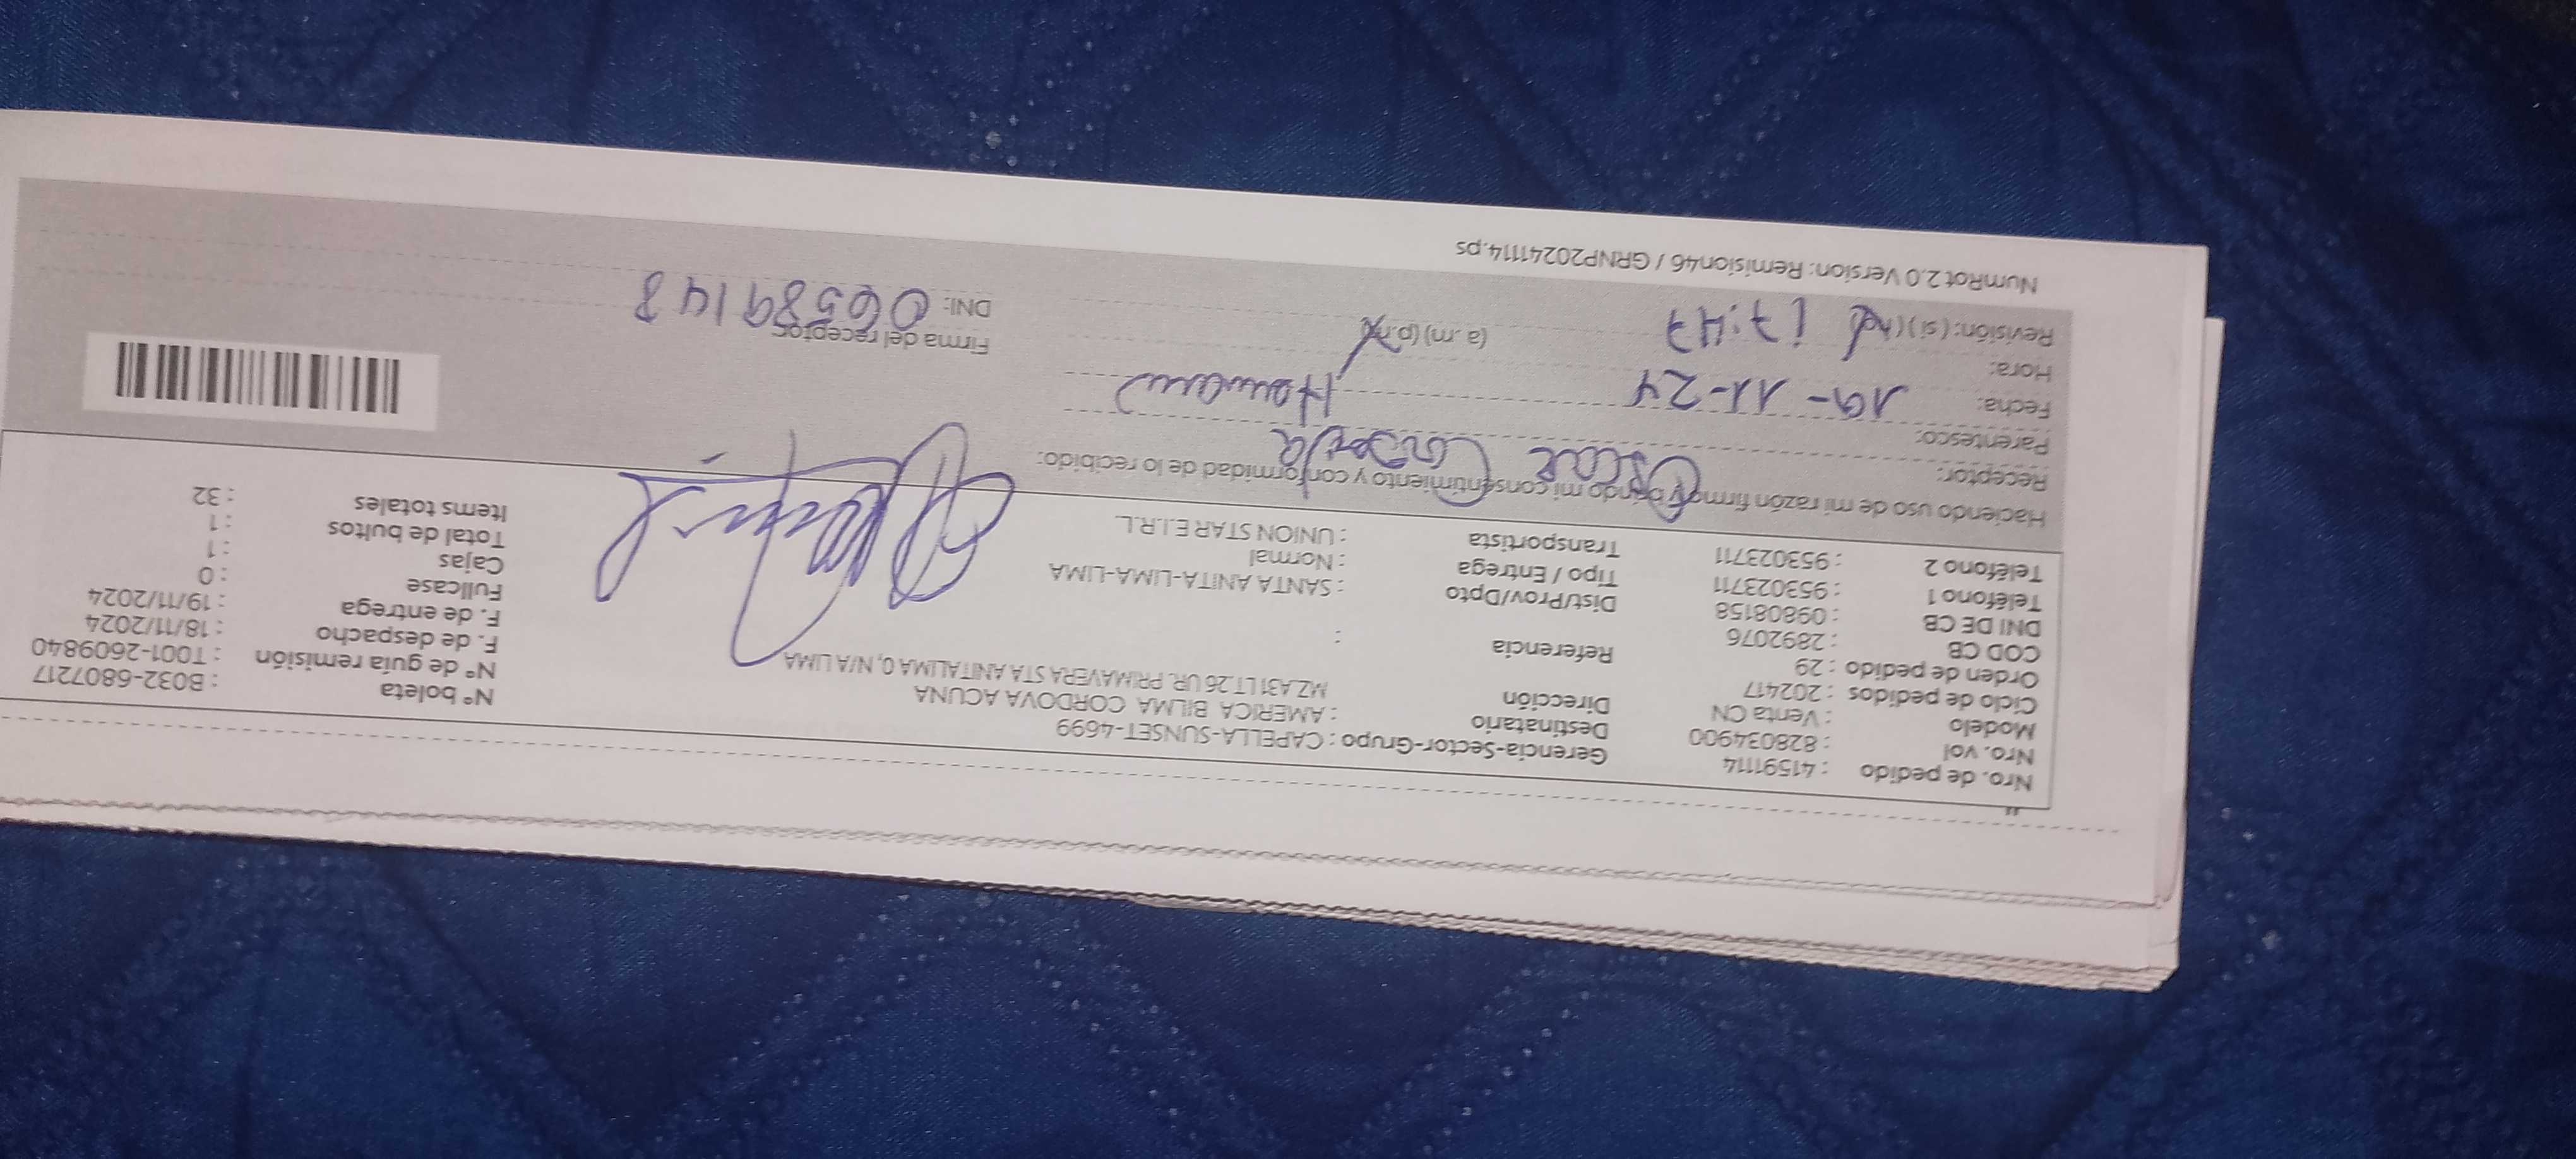 Nro. de pedido : 41591114
Nro. vol : 828034900
Modelo : Venta CN
Ciclo de pedidos : 202417
Orden de pedido : 29
COD CB : 2892076
DNI DE CB : 09808158
Teléfono 1 : 953023711
Teléfono 2 : 953023711
Gerencia-Sector-Grupo : CAPELLA-SUNSET-4699
Destinatario : AMERICA BILMA CORDOVA ACUNA
Dirección MZ.A31 LT.26 UR. PRIMAVERA STA ANITALIMA 0, N/A LIMA
Referencia :
Dist/Prov/Dpto : SANTA ANITA-LIMA-LIMA
Tipo / Entrega : Normal
Transportista : UNION STAR E.I.R.L.
N° boleta : B032-6807217
N° de guía remisión : T001-2609840
F. de despacho : 18/11/2024
F. de entrega : 19/11/2024
Fullcase : 0
Cajas : 1
Total de bultos : 1
Items totales : 32
Haciendo uso de mi razón firmo y brindo mi consentimiento y conformidad de lo recibido:
Receptor: Oscar Cordova
Parentesco: Hermano
Fecha: 19-11-24
Hora: 17:47 (a.m) (p.m)
Revisión: (si) (no)
Firma del receptor
DNI: 06589148
NumRot 2.0 Version: Remision46 / GRNP20241114.ps